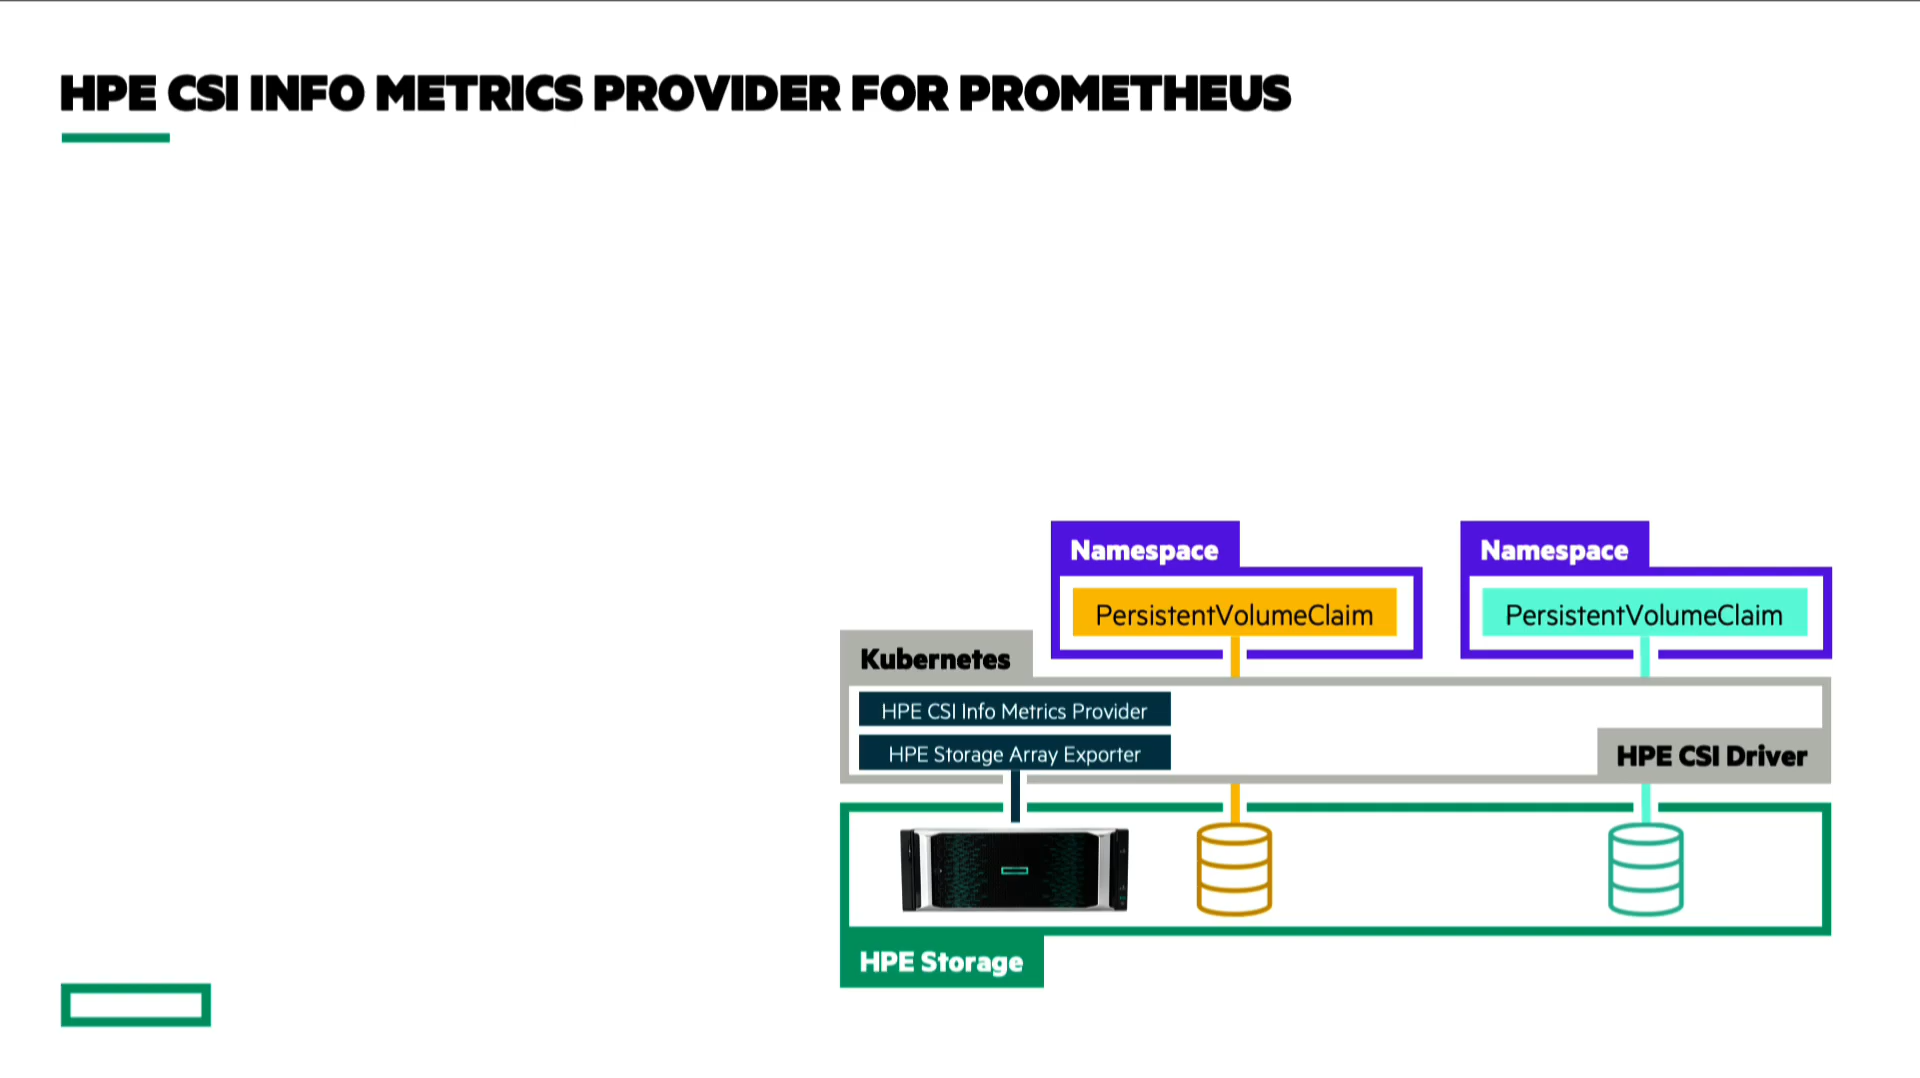 HPE CSI INFO METRICS PROVIDER FOR PROMETHEUS
Namespace
Namespace
PersistentVolumeClaim
PersistentVolumeClaim
Kubernetes
HPE CSI Info Metrics Provider
HPE Storage Array Exporter
HPE CSI Driver
HPE Storage